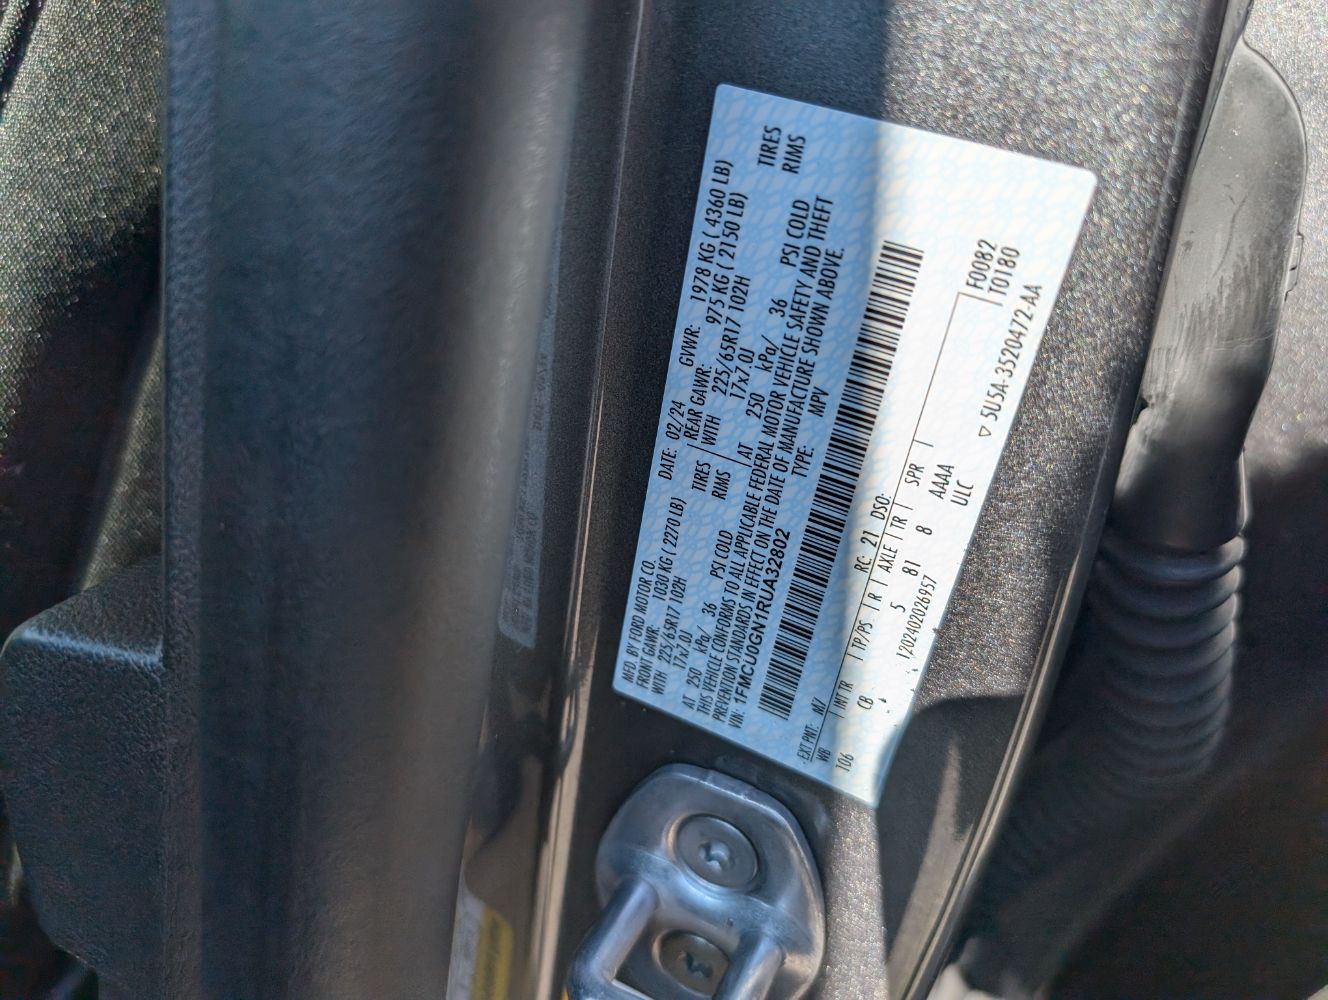 MFD. BY FORD MOTOR CO.
DATE: 02/24 GVWR: 1978 KG ( 4360 LB)
FRONT GAWR: 1030 KG ( 2270 LB) REAR GAWR: 975 KG ( 2150 LB)
WITH 225/65R17 102H TIRES WITH 225/65R17 102H TIRES
17x7.0J RIMS 17x7.0J RIMS
AT 250 kPa/ 36 PSI COLD AT 250 kPa/ 36 PSI COLD
THIS VEHICLE CONFORMS TO ALL APPLICABLE FEDERAL MOTOR VEHICLE SAFETY AND THEFT
PREVENTION STANDARDS IN EFFECT ON THE DATE OF MANUFACTURE SHOWN ABOVE.
VIN: 1FMCU0GN1RUA32802 TYPE: MPV
F0082
T0180
EXT PNT: M7 RC: 21 DSO:
WB INT TR TP/PS R AXLE TR SPR
106 CB 5 81 8 AAAA
ULC
1202402026957
5U5A-3520472-AA